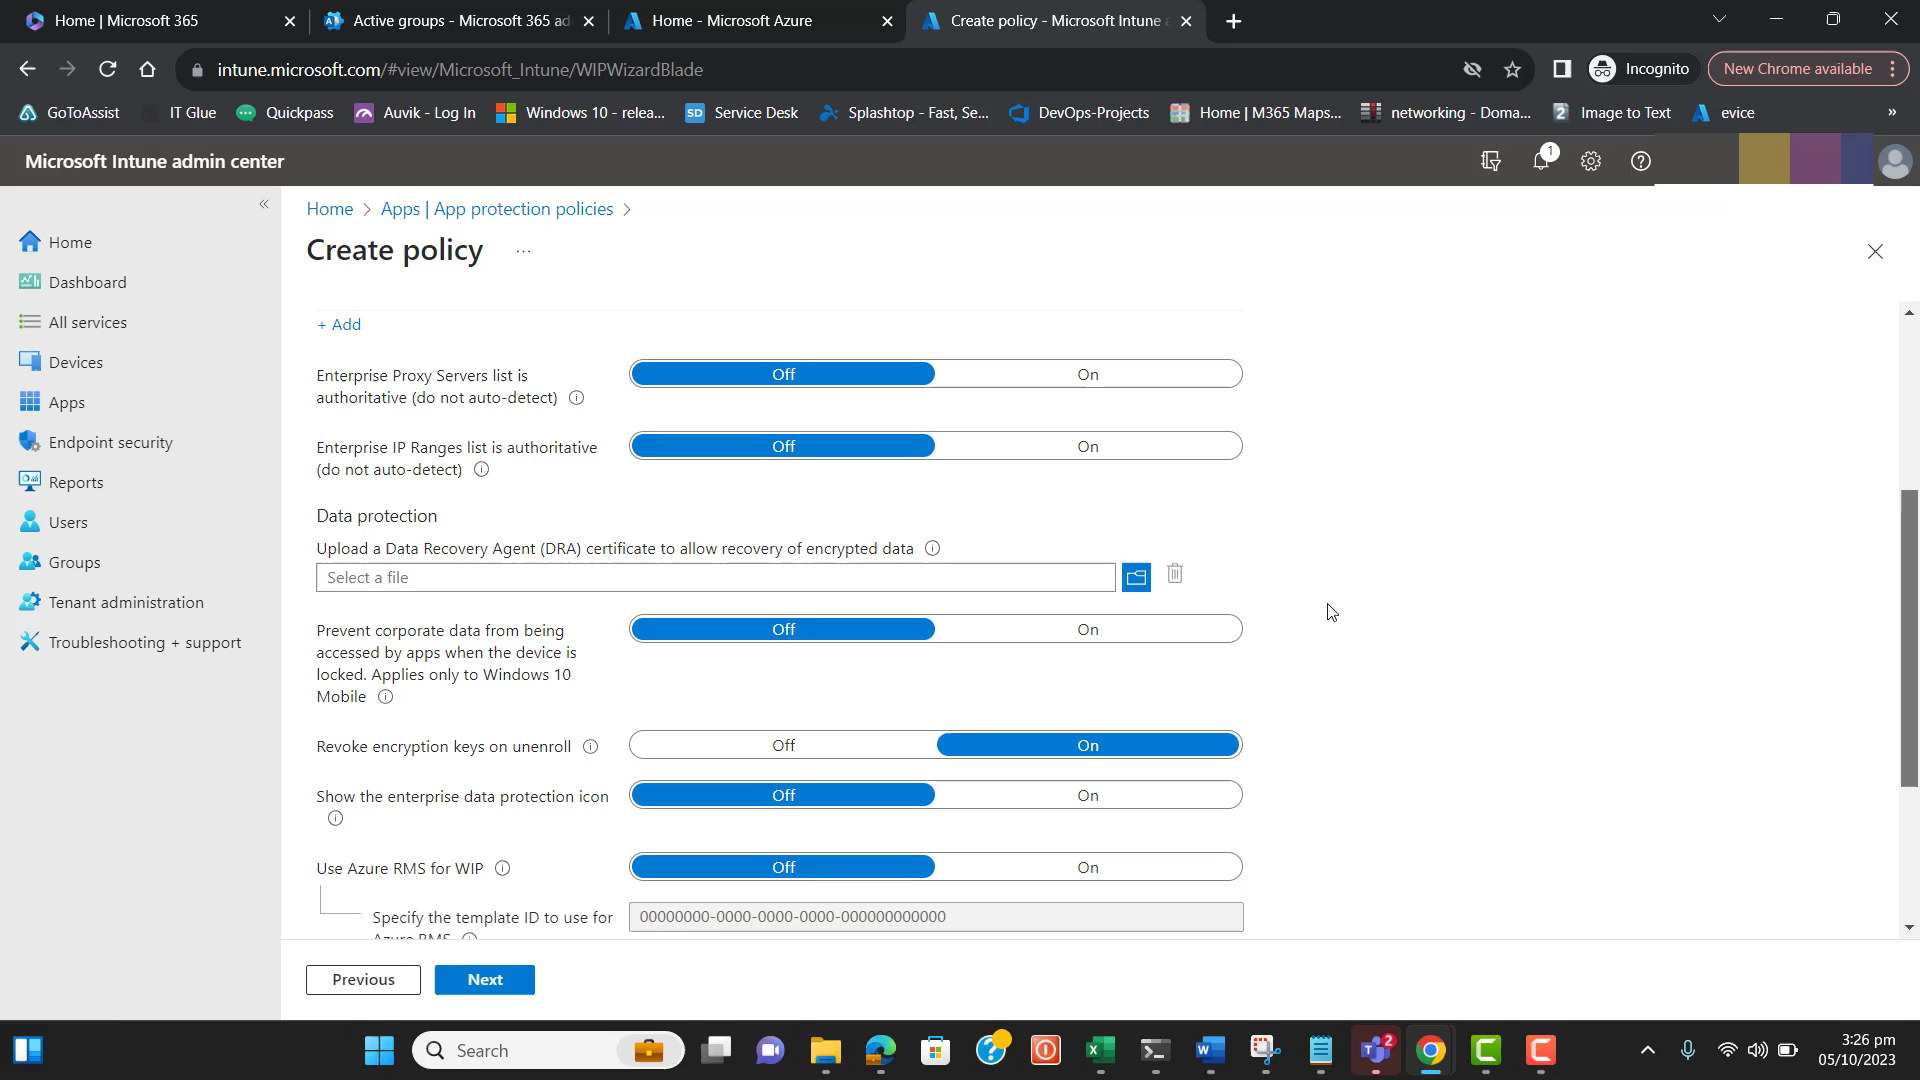 Home | Microsoft 365
Active groups - Microsoft 365 ad
Home - Microsoft Azure
Create policy - Microsoft Intune a
intune.microsoft.com/#view/Microsoft_Intune/WIPWizardBlade
Incognito
New Chrome available
GoToAssist
IT Glue
Quickpass
Auvik - Log In
Windows 10 - relea...
SD
Service Desk
Splashtop - Fast, Se...
DevOps-Projects
Home | M365 Maps...
networking - Doma...
2
Image to Text
evice
»
Microsoft Intune admin center
1
Home > Apps | App protection policies >
Create policy
...
Home
Dashboard
All services
Devices
Apps
Endpoint security
Reports
Users
Groups
Tenant administration
Troubleshooting + support
+ Add
Enterprise Proxy Servers list is
authoritative (do not auto-detect)
Off
On
Enterprise IP Ranges list is authoritative
(do not auto-detect)
Off
On
Data protection
Upload a Data Recovery Agent (DRA) certificate to allow recovery of encrypted data
Select a file
Prevent corporate data from being
accessed by apps when the device is
locked. Applies only to Windows 10
Mobile
Off
On
Revoke encryption keys on unenroll
Off
On
Show the enterprise data protection icon
Off
On
Use Azure RMS for WIP
Off
On
Specify the template ID to use for
Azure RMS
00000000-0000-0000-0000-000000000000
Previous
Next
Search
2
3:26 pm
05/10/2023